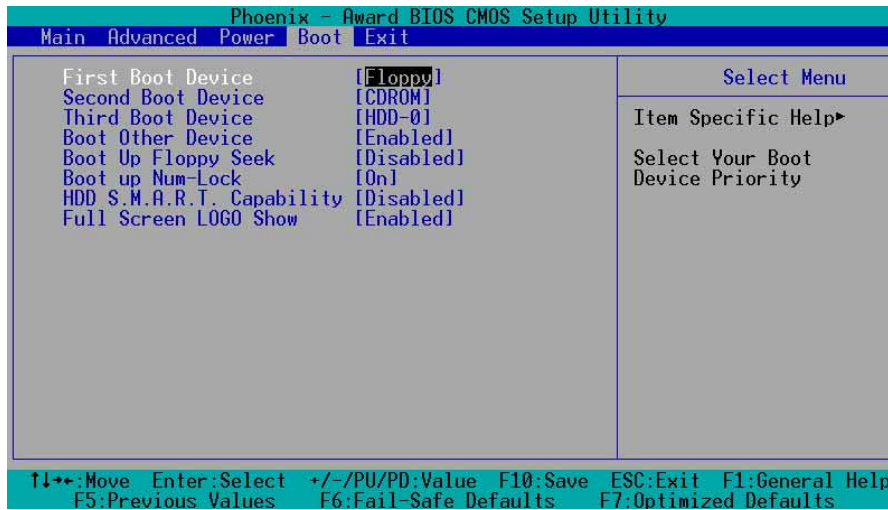 Phoenix - Award BIOS CMOS Setup Utility
Main Advanced Power Boot Exit
First Boot Device [Floppy]
Second Boot Device [CDROM]
Third Boot Device [HDD-0]
Boot Other Device [Enabled]
Boot Up Floppy Seek [Disabled]
Boot up Num-Lock [On]
HDD S.M.A.R.T. Capability [Disabled]
Full Screen LOGO Show [Enabled]
Select Menu
Item Specific Help►
Select Your Boot
Device Priority
↑↓→←:Move Enter:Select +/-/PU/PD:Value F10:Save ESC:Exit F1:General Help
F5:Previous Values F6:Fail-Safe Defaults F7:Optimized Defaults